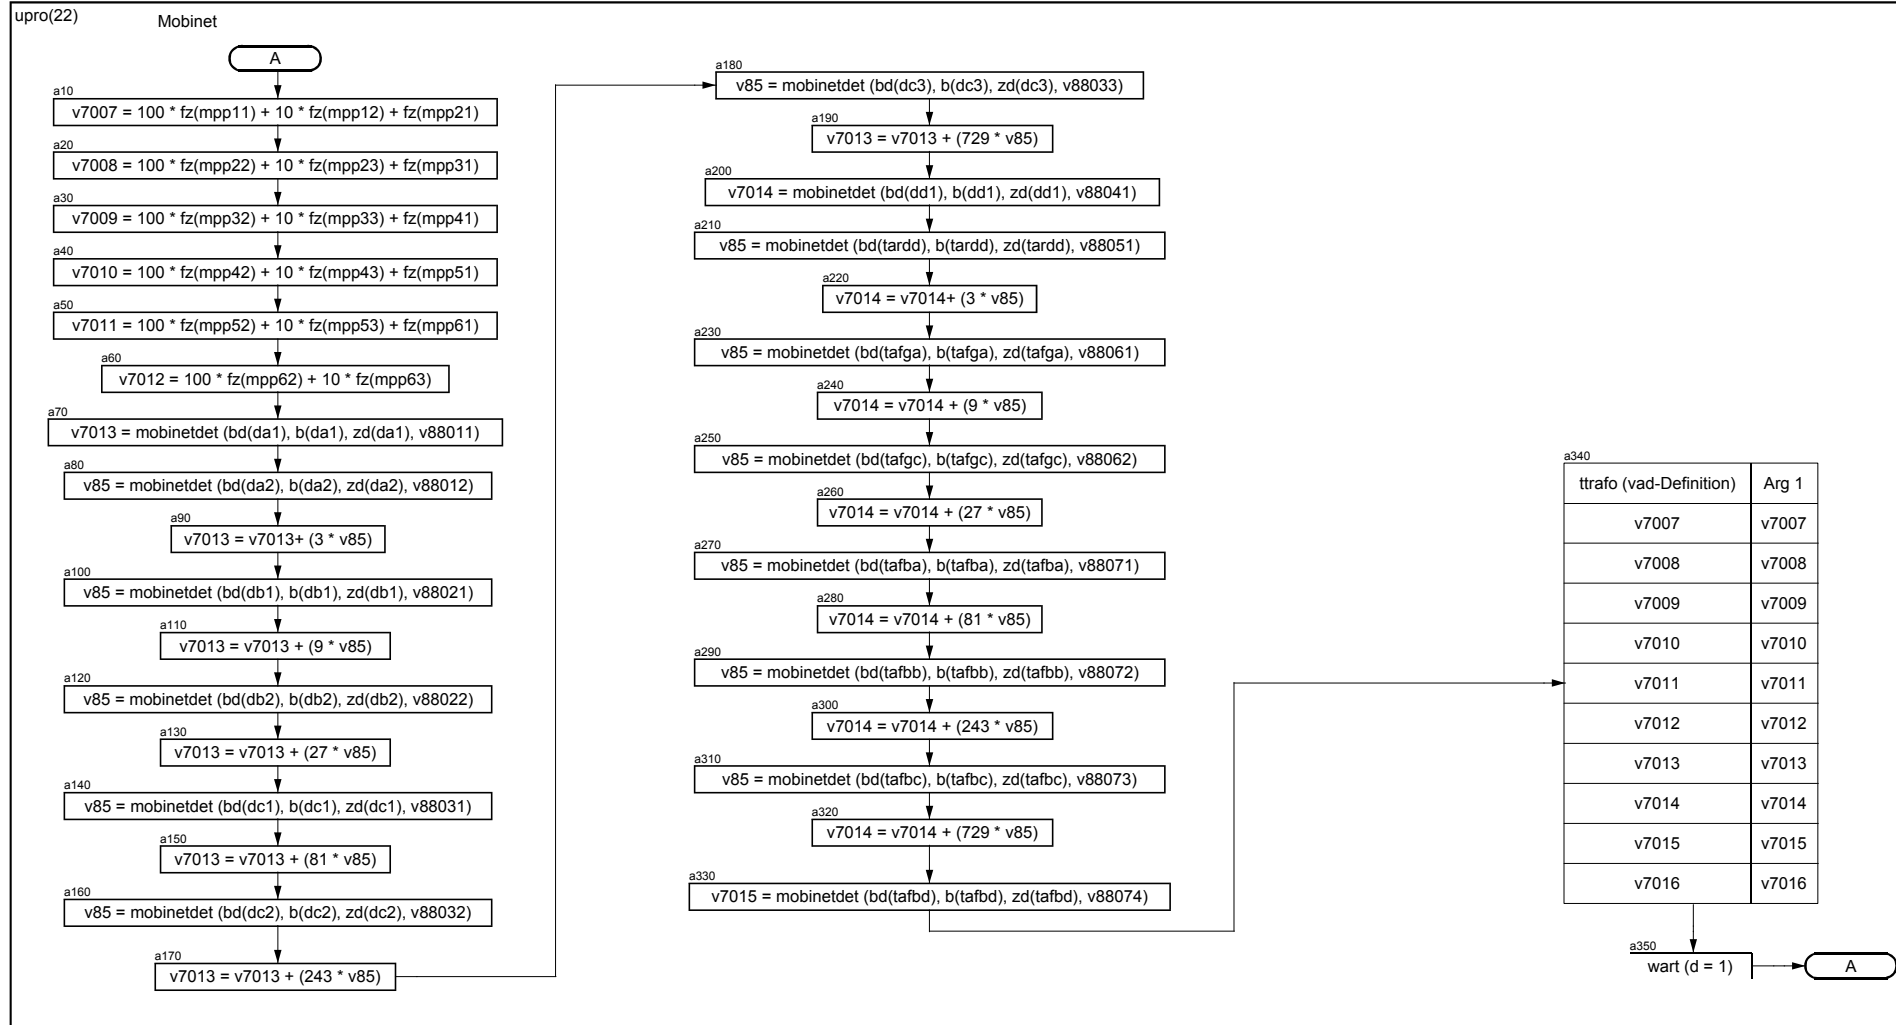 upro(22)
Mobinet
A
a10
v7007 = 100 * fz(mpp11) + 10 * fz(mpp12) + fz(mpp21)
a20
v7008 = 100 * fz(mpp22) + 10 * fz(mpp23) + fz(mpp31)
a30
v7009 = 100 * fz(mpp32) + 10 * fz(mpp33) + fz(mpp41)
a40
v7010 = 100 * fz(mpp42) + 10 * fz(mpp43) + fz(mpp51)
a50
v7011 = 100 * fz(mpp52) + 10 * fz(mpp53) + fz(mpp61)
a60
v7012 = 100 * fz(mpp62) + 10 * fz(mpp63)
a70
v7013 = mobinetdet (bd(da1), b(da1), zd(da1), v88011)
a80
v85 = mobinetdet (bd(da2), b(da2), zd(da2), v88012)
a90
v7013 = v7013+ (3 * v85)
a100
v85 = mobinetdet (bd(db1), b(db1), zd(db1), v88021)
a110
v7013 = v7013 + (9 * v85)
a120
v85 = mobinetdet (bd(db2), b(db2), zd(db2), v88022)
a130
v7013 = v7013 + (27 * v85)
a140
v85 = mobinetdet (bd(dc1), b(dc1), zd(dc1), v88031)
a150
v7013 = v7013 + (81 * v85)
a160
v85 = mobinetdet (bd(dc2), b(dc2), zd(dc2), v88032)
a170
v7013 = v7013 + (243 * v85)
a180
v85 = mobinetdet (bd(dc3), b(dc3), zd(dc3), v88033)
a190
v7013 = v7013 + (729 * v85)
a200
v7014 = mobinetdet (bd(dd1), b(dd1), zd(dd1), v88041)
a210
v85 = mobinetdet (bd(tardd), b(tardd), zd(tardd), v88051)
a220
v7014 = v7014+ (3 * v85)
a230
v85 = mobinetdet (bd(tafga), b(tafga), zd(tafga), v88061)
a240
v7014 = v7014 + (9 * v85)
a250
v85 = mobinetdet (bd(tafgc), b(tafgc), zd(tafgc), v88062)
a260
v7014 = v7014 + (27 * v85)
a270
v85 = mobinetdet (bd(tafba), b(tafba), zd(tafba), v88071)
a280
v7014 = v7014 + (81 * v85)
a290
v85 = mobinetdet (bd(tafbb), b(tafbb), zd(tafbb), v88072)
a300
v7014 = v7014 + (243 * v85)
a310
v85 = mobinetdet (bd(tafbc), b(tafbc), zd(tafbc), v88073)
a320
v7014 = v7014 + (729 * v85)
a330
v7015 = mobinetdet (bd(tafbd), b(tafbd), zd(tafbd), v88074)
a340
ttrafo (vad-Definition) Arg 1
v7007 v7007
v7008 v7008
v7009 v7009
v7010 v7010
v7011 v7011
v7012 v7012
v7013 v7013
v7014 v7014
v7015 v7015
v7016 v7016
a350
wart (d = 1)
A